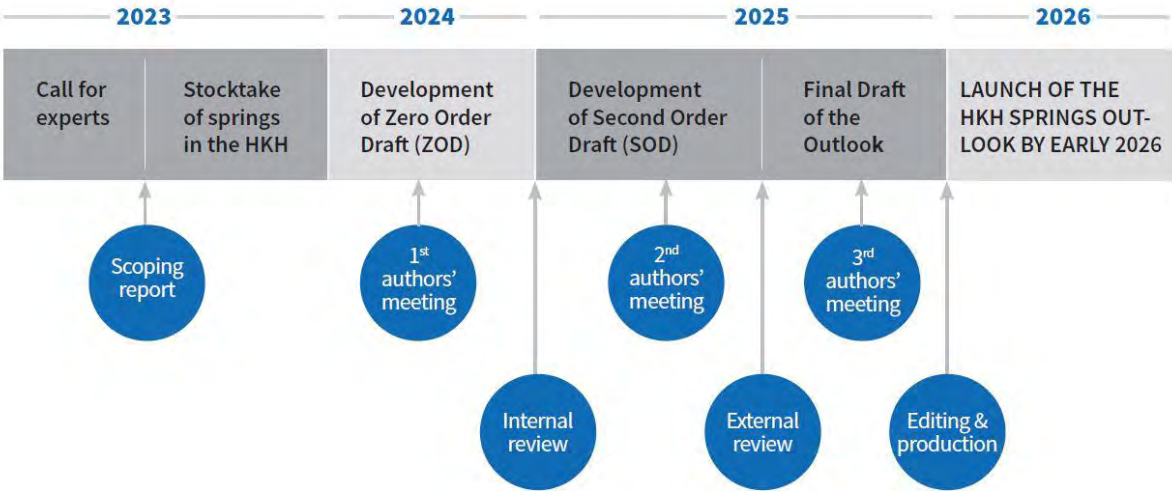 2023
2024
2025
2026
Call for
experts
Stocktake
of springs
in the HKH
Development
of Zero Order
Draft (ZOD)
Development
of Second Order
Draft (SOD)
Final Draft
of the
Outlook
LAUNCH OF THE
HKH SPRINGS OUT-
LOOK BY EARLY 2026
Scoping
report
1st
authors'
meeting
2nd
authors'
meeting
3rd
authors'
meeting
Internal
review
External
review
Editing &
production